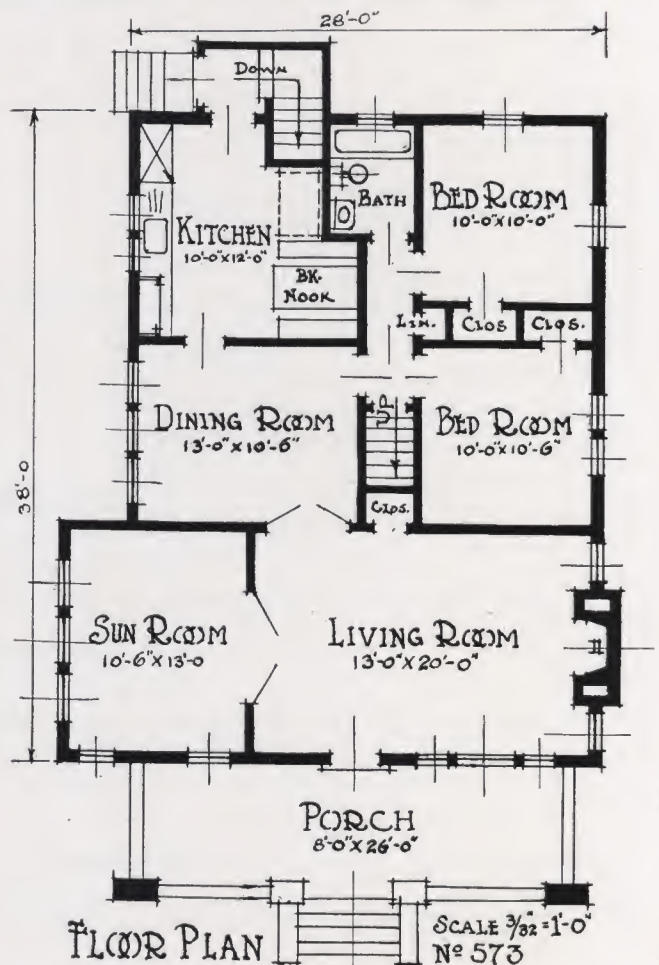 28'-0"
DOWN
BATH
BED ROOM
10'-0"X10'-0"
KITCHEN
10'-0"X12'-0"
BK.
NOOK
LIN.
CLOS
CLOS.
DINING ROOM
13'-0"X10'-6"
UP
BED ROOM
10'-0"X10'-6"
38'-0
CLOS.
SUN ROOM
10'-6"X13'-0
LIVING ROOM
13'-0"X20'-0"
PORCH
8'-0"X26'-0"
FLOOR PLAN
SCALE 3/32"=1'-0"
Nº 573